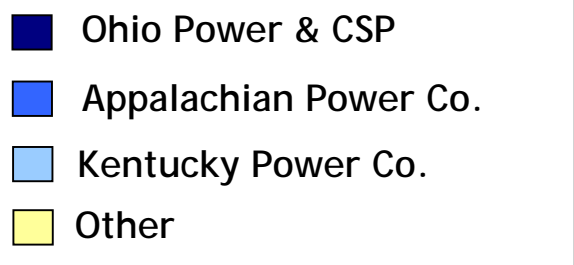 Ohio Power & CSP
Appalachian Power Co.
Kentucky Power Co.
Other